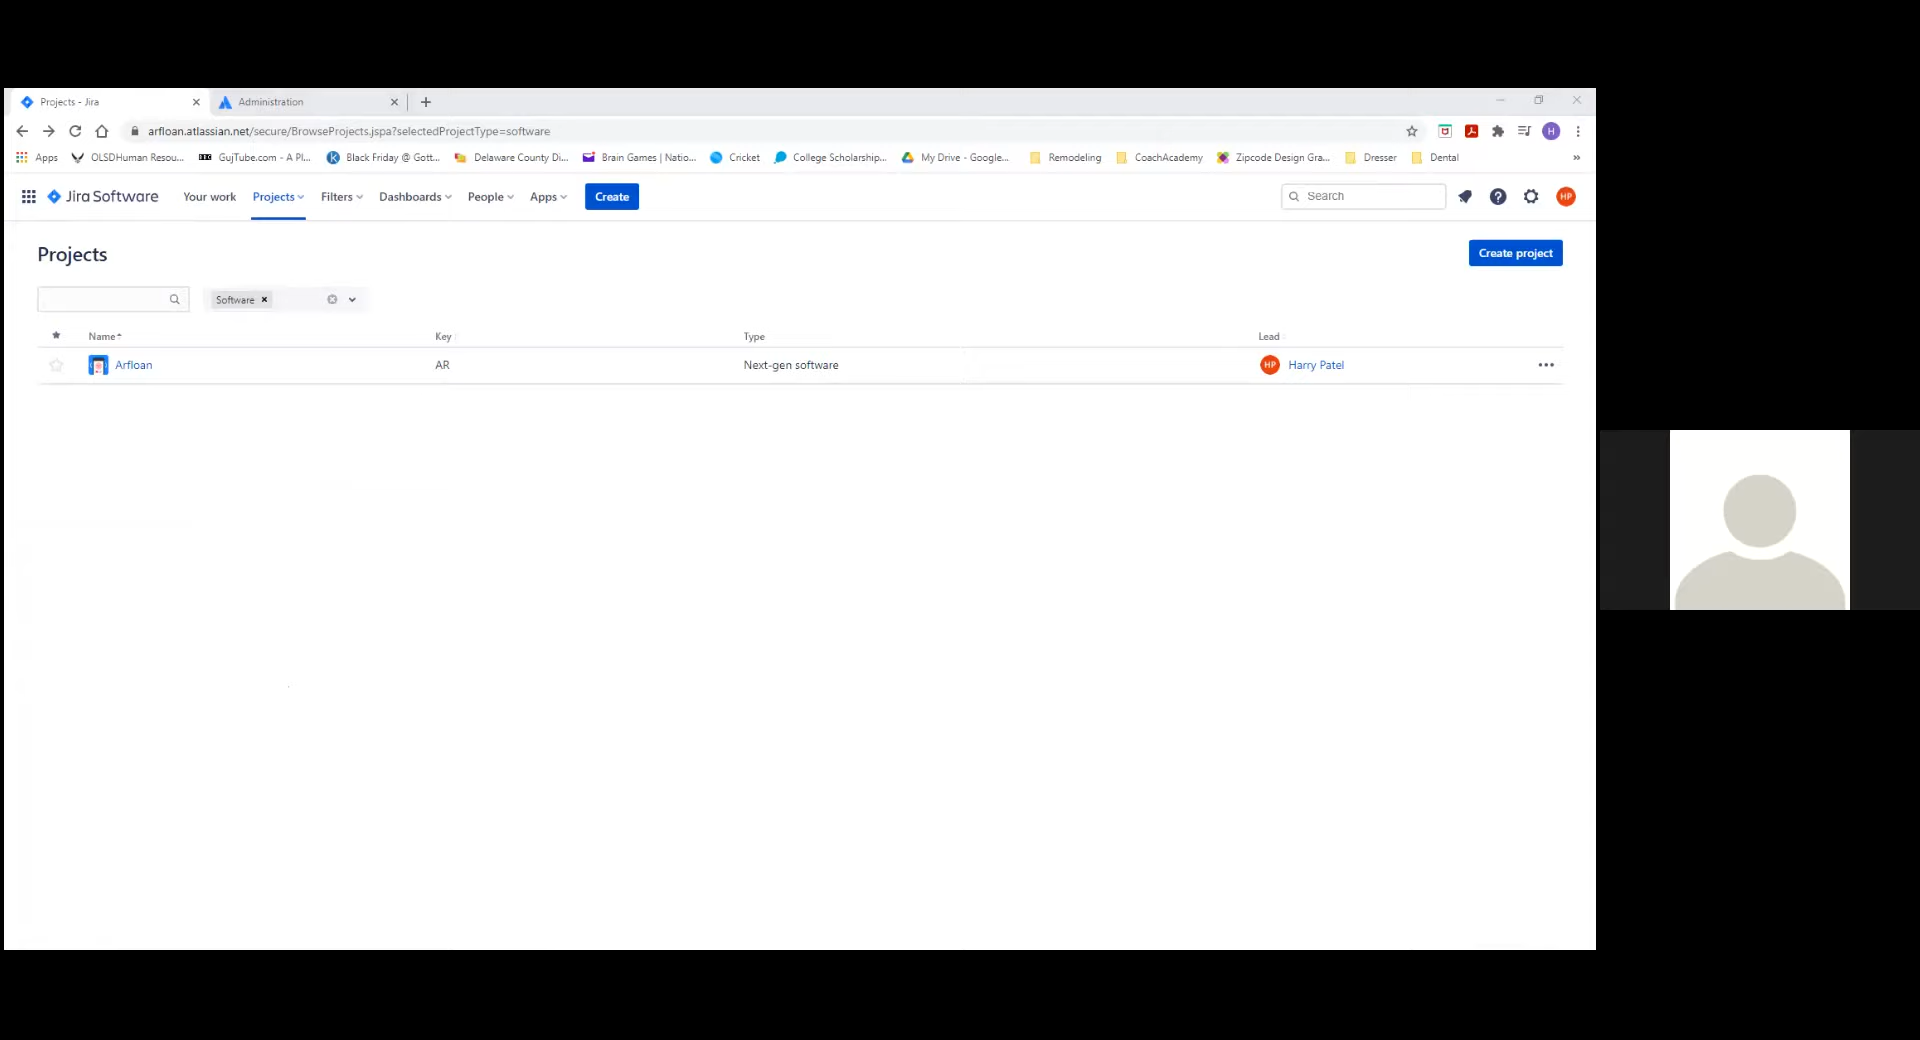 Projects - Jira
Administration
arfloan.atlassian.net/secure/BrowseProjects.jspa?selectedProjectType=software
H
Apps OLSDHuman Resou... GujTube.com - A Pl... Black Friday @ Gott... Delaware County Di... Brain Games | Natio... Cricket College Scholarship... My Drive - Google... Remodeling CoachAcademy Zipcode Design Gra... Dresser Dental »
Jira Software Your work Projects Filters Dashboards People Apps Create Search HP
Projects Create project
Software
Name Key Type Lead
Arfloan AR Next-gen software HP Harry Patel